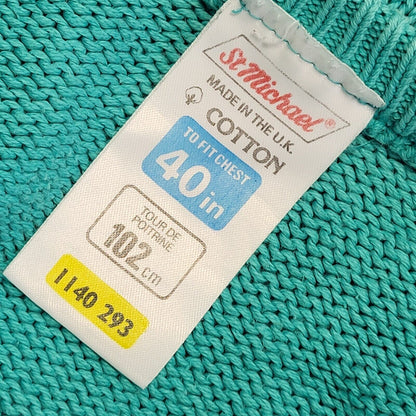 St Michael®
MADE IN THE U.K.
COTTON
TO FIT CHEST
40 in
TOUR DE
POITRINE
102 cm
1140 293